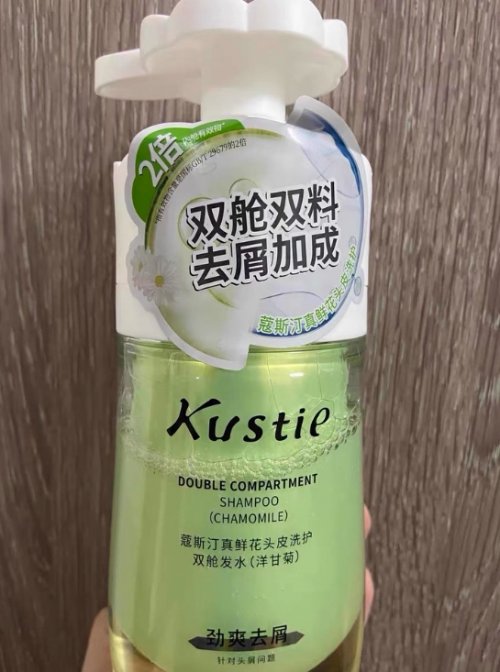 2倍
双舱双料
去屑加成
蔻斯汀真鲜花头皮洗护
Kustie
DOUBLE COMPARTMENT
SHAMPOO
(CHAMOMILE)
蔻斯汀真鲜花头皮洗护
双舱发水(洋甘菊)
劲爽去屑
针对头屑问题